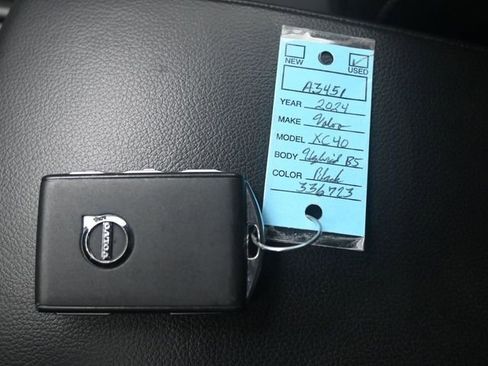 NEW USED
A3451
YEAR 2024
MAKE Volvo
MODEL XC40
BODY Hybrid B5
COLOR Black
336723
VOLVO